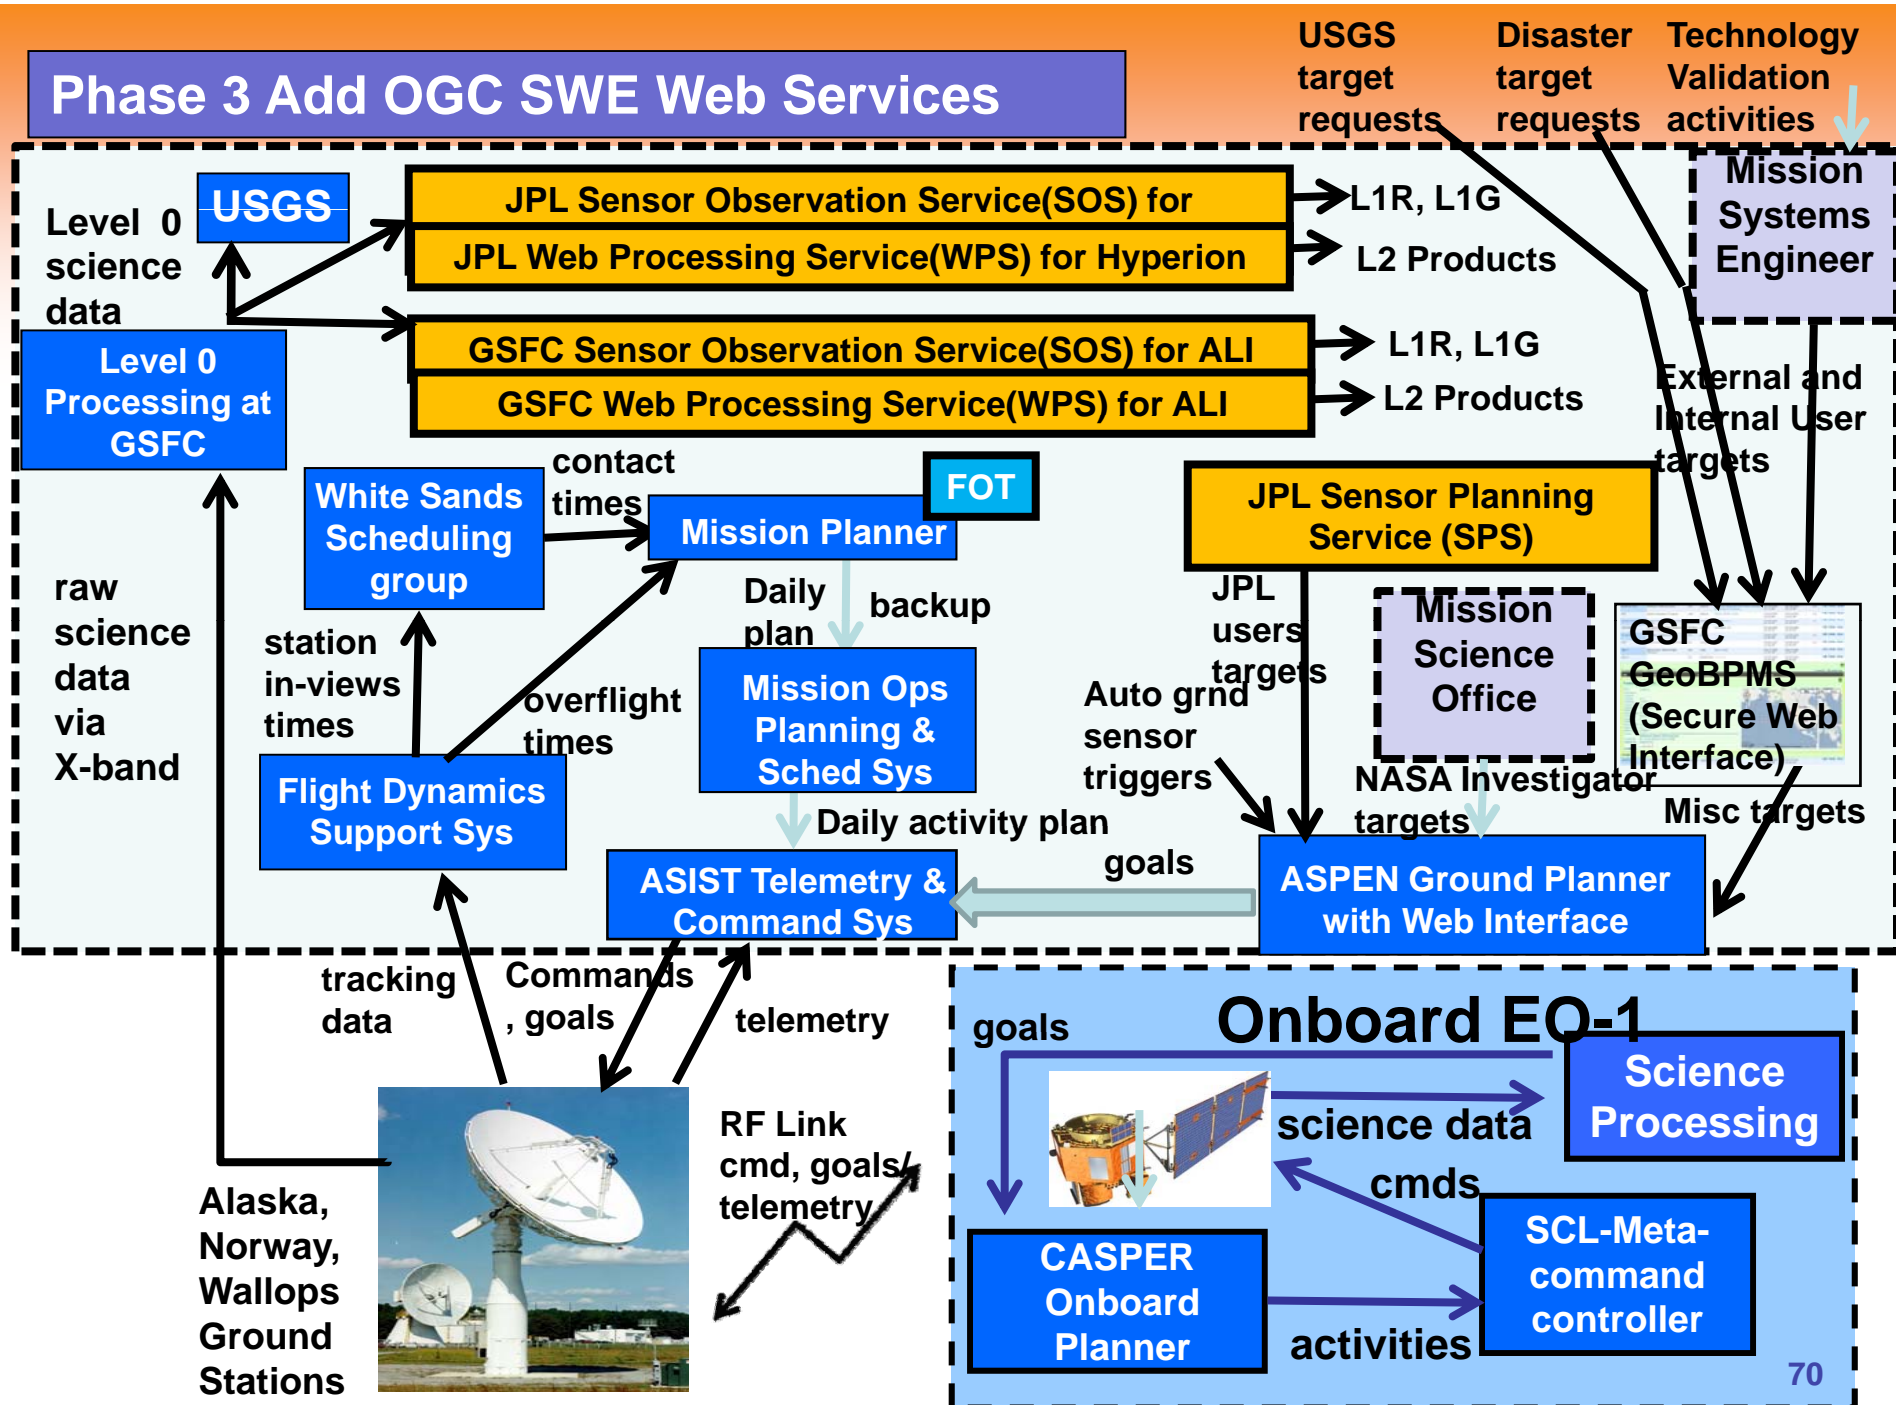 USGS
target
requests
Disaster
target
requests
Technology
Validation
activities
Phase 3 Add OGC SWE Web Services
Mission
Systems
Engineer
Level 0
science
data
USGS
JPL Sensor Observation Service(SOS) for
L1R, L1G
JPL Web Processing Service(WPS) for Hyperion
L2 Products
Level 0
Processing at
GSFC
GSFC Sensor Observation Service(SOS) for ALI
L1R, L1G
GSFC Web Processing Service(WPS) for ALI
L2 Products
External and
Internal User
targets
White Sands
Scheduling
group
contact
times
Mission Planner
FOT
JPL Sensor Planning
Service (SPS)
raw
science
data
via
X-band
station
in-views
times
overflight
times
Daily
plan
backup
Mission Ops
Planning &
Sched Sys
JPL
users
targets
Auto grnd
sensor
triggers
Mission
Science
Office
GSFC
GeoBPMS
(Secure Web
Interface)
NASA Investigator
targets
Misc targets
Flight Dynamics
Support Sys
Daily activity plan
goals
ASIST Telemetry &
Command Sys
ASPEN Ground Planner
with Web Interface
tracking
data
Commands
, goals
telemetry
goals
Onboard EO-1
Science
Processing
science data
cmds
RF Link
cmd, goals/
telemetry
Alaska,
Norway,
Wallops
Ground
Stations
CASPER
Onboard
Planner
activities
SCL-Meta-
command
controller
70